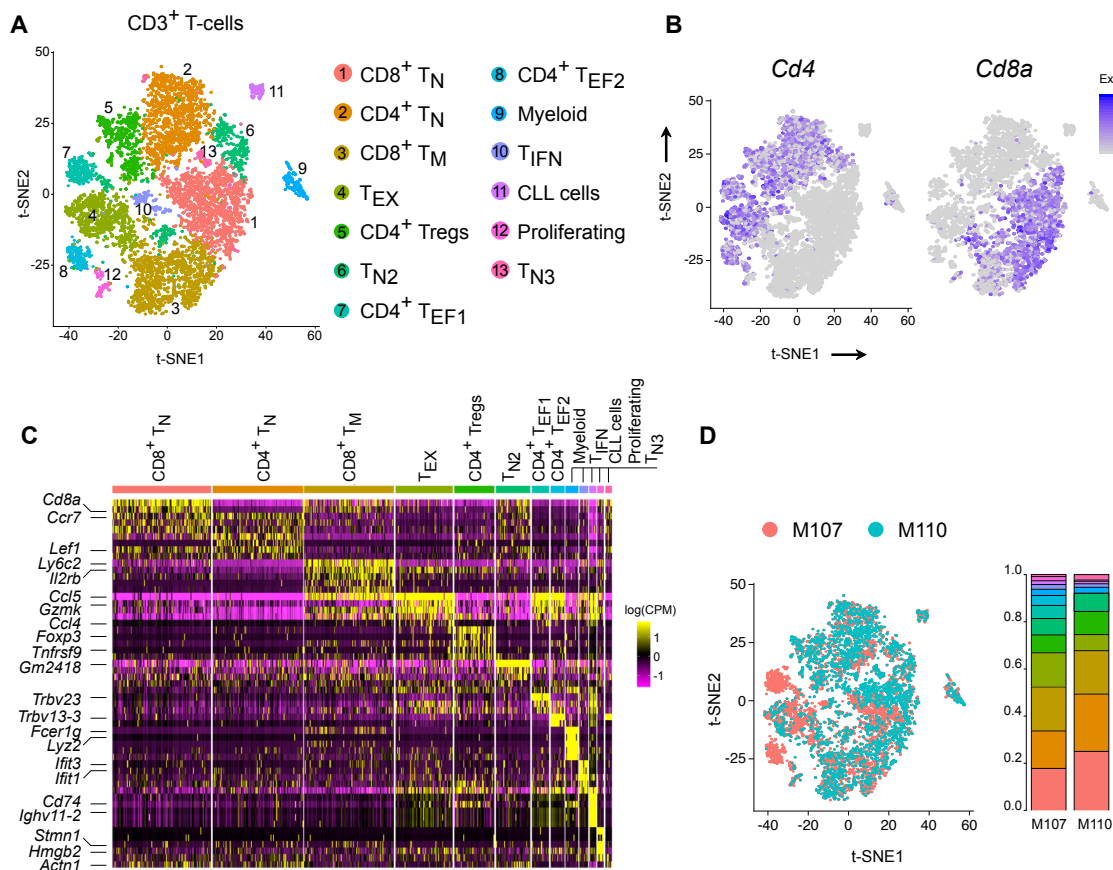 A
CD3+ T-cells
t-SNE2
50
25
0
-25
-40
-20
0
20
40
60
t-SNE1
1
2
3
4
5
6
7
8
9
10
11
12
13
1 CD8+ TN
2 CD4+ TN
3 CD8+ TM
4 TEX
5 CD4+ Tregs
6 TN2
7 CD4+ TEF1
8 CD4+ TEF2
9 Myeloid
10 TIFN
11 CLL cells
12 Proliferating
13 TN3
B
Cd4
Cd8a
Ex
t-SNE2
50
25
0
-25
-40
-20
0
20
40
60
t-SNE1
C
CD8+ TN
CD4+ TN
CD8+ TM
TEX
CD4+ Tregs
TN2
CD4+ TEF1
CD4+ TEF2
Myeloid
TIFN
CLL cells
Proliferating
TN3
Cd8a
Ccr7
Lef1
Ly6c2
Il2rb
Ccl5
Gzmk
Ccl4
Foxp3
Tnfrsf9
Gm2418
Trbv23
Trbv13-3
Fcer1g
Lyz2
Ifit3
Ifit1
Cd74
Ighv11-2
Stmn1
Hmgb2
Actn1
log(CPM)
1
0
-1
D
M107
M110
t-SNE2
50
25
0
-25
-40
-20
0
20
40
60
t-SNE1
1.0
0.8
0.6
0.4
0.2
0.0
M107
M110